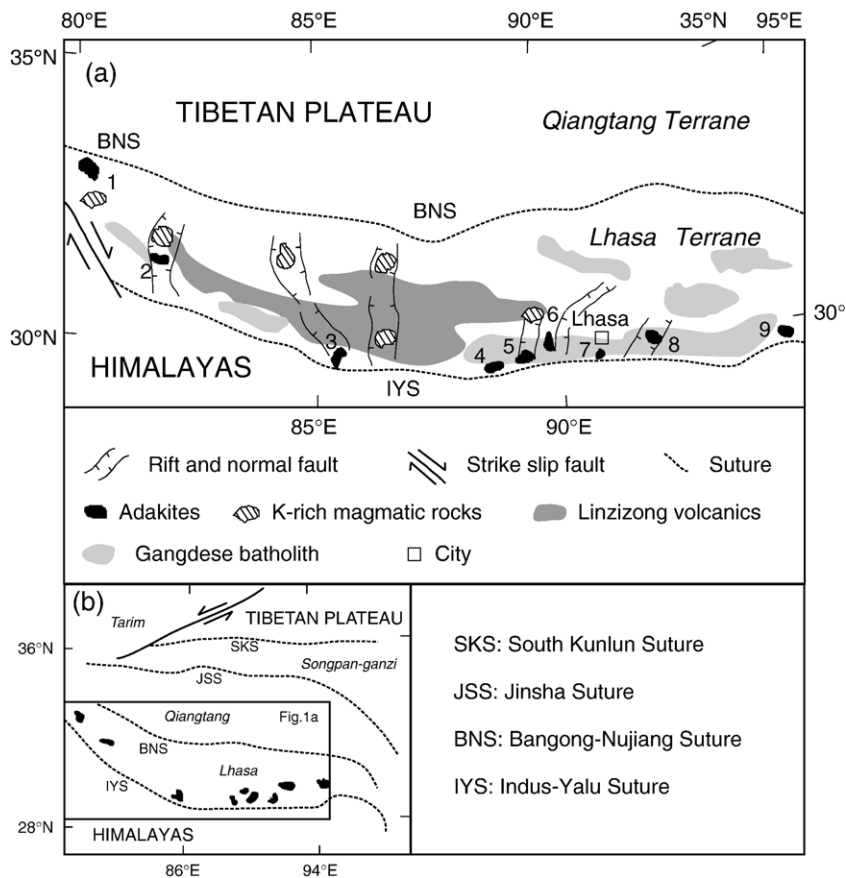 80°E 85°E 90°E 35°N 95°E
35°N
(a)
TIBETAN PLATEAU
Qiangtang Terrane
BNS
1
BNS
Lhasa Terrane
2
30°
6
Lhasa
9
30°N
3
4
5
7
8
HIMALAYAS
IYS
85°E 90°E
Rift and normal fault
Strike slip fault
Suture
Adakites
K-rich magmatic rocks
Linzizong volcanics
Gangdese batholith
City
(b)
Tarim
TIBETAN PLATEAU
36°N
SKS
Songpan-ganzi
JSS
Qiangtang
Fig.1a
BNS
Lhasa
IYS
28°N
HIMALAYAS
86°E 94°E
SKS: South Kunlun Suture
JSS: Jinsha Suture
BNS: Bangong-Nujiang Suture
IYS: Indus-Yalu Suture